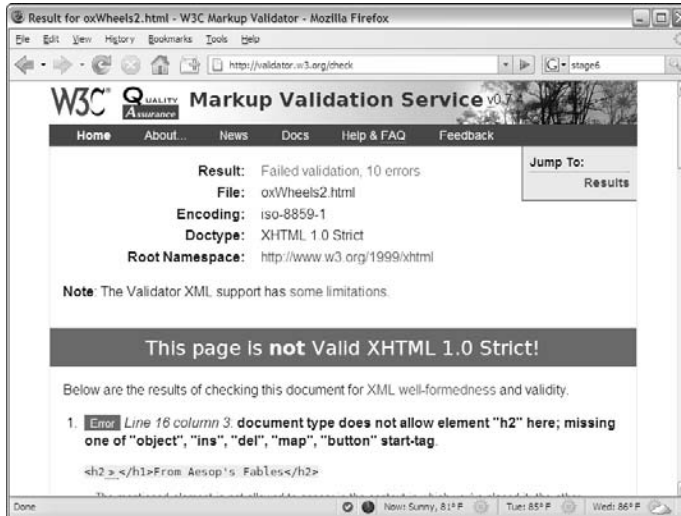 Result for oxWheels2.html - W3C Markup Validator - Mozilla Firefox
File Edit View History Bookmarks Tools Help
http://validator.w3.org/check
stage6
W3C® QUALITY Assurance Markup Validation Service v0.7
Home About... News Docs Help & FAQ Feedback
Jump To:
Results
Result: Failed validation, 10 errors
File: oxWheels2.html
Encoding: iso-8859-1
Doctype: XHTML 1.0 Strict
Root Namespace: http://www.w3.org/1999/xhtml
Note: The Validator XML support has some limitations.
This page is not Valid XHTML 1.0 Strict!
Below are the results of checking this document for XML well-formedness and validity.
1. Error Line 16 column 3: document type does not allow element "h2" here; missing
one of "object", "ins", "del", "map", "button" start-tag.
<h2 > </h1>From Aesop's Fables</h2>
Done Now: Sunny, 81° F Tue: 85° F Wed: 86° F